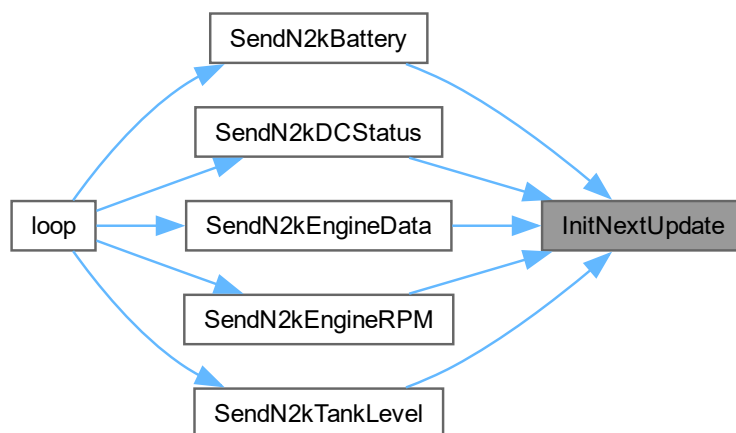 SendN2kBattery
SendN2kDCStatus
loop
SendN2kEngineData
InitNextUpdate
SendN2kEngineRPM
SendN2kTankLevel